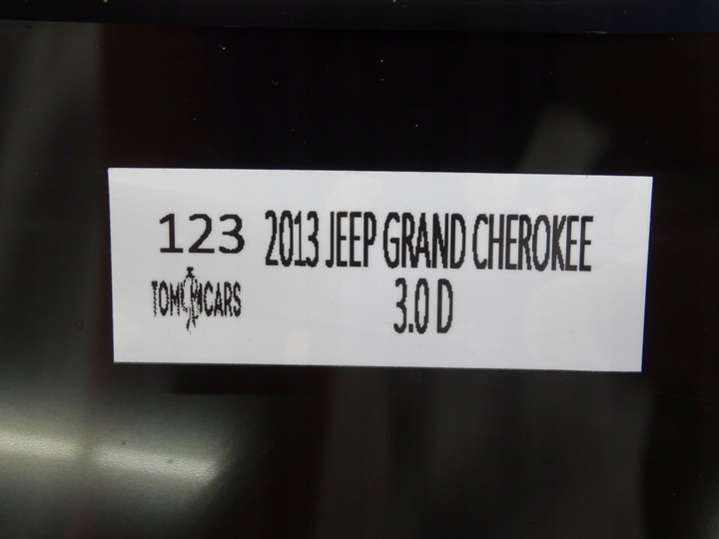 123 2013 JEEP GRAND CHEROKEE
TOM CARS 3.0 D